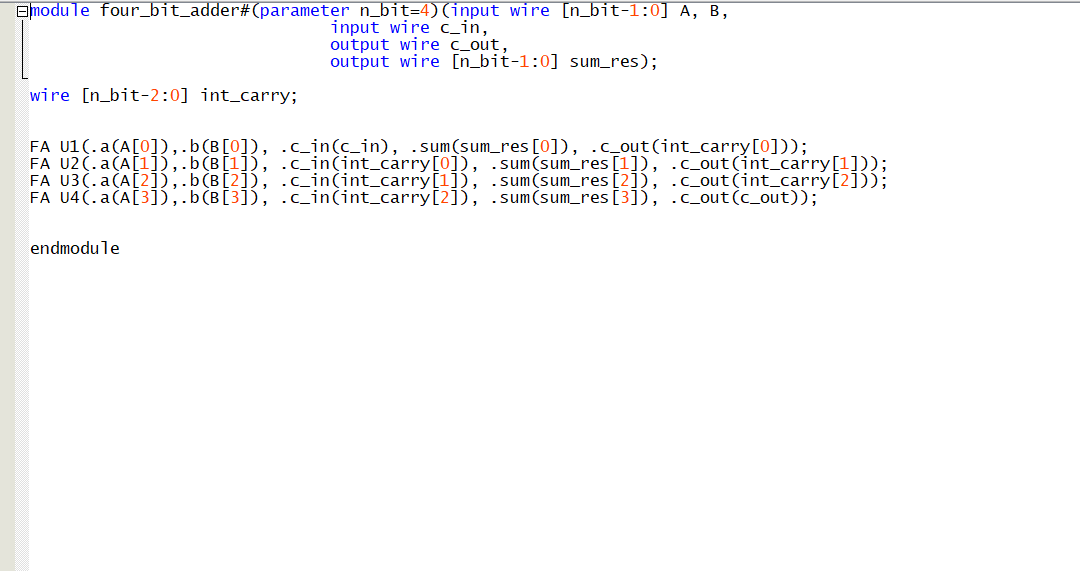 module four_bit_adder#(parameter n_bit=4)(input wire [n_bit-1:0] A, B,
input wire c_in,
output wire c_out,
output wire [n_bit-1:0] sum_res);
wire [n_bit-2:0] int_carry;
FA U1(.a(A[0]),.b(B[0]), .c_in(c_in), .sum(sum_res[0]), .c_out(int_carry[0]));
FA U2(.a(A[1]),.b(B[1]), .c_in(int_carry[0]), .sum(sum_res[1]), .c_out(int_carry[1]));
FA U3(.a(A[2]),.b(B[2]), .c_in(int_carry[1]), .sum(sum_res[2]), .c_out(int_carry[2]));
FA U4(.a(A[3]),.b(B[3]), .c_in(int_carry[2]), .sum(sum_res[3]), .c_out(c_out));
endmodule